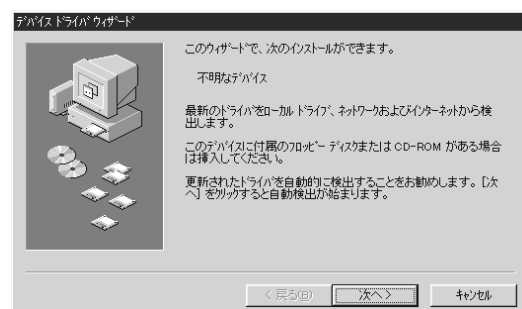 ﾃﾞﾊﾞｲｽ ﾄﾞﾗｲﾊﾞ ｳｨｻﾞｰﾄﾞ
このｳｨｻﾞｰﾄﾞで、次のインストールができます。
不明なﾃﾞﾊﾞｲｽ
最新のﾄﾞﾗｲﾊﾞをﾛｰｶﾙ ﾄﾞﾗｲﾌﾞ、ﾈｯﾄﾜｰｸおよびｲﾝﾀｰﾈｯﾄから検
出します。
このﾃﾞﾊﾞｲｽに付属のﾌﾛｯﾋﾟｰ ﾃﾞｨｽｸまたは CD-ROM がある場合
は挿入してください。
更新されたﾄﾞﾗｲﾊﾞを自動的に検出することをお勧めします。[次
へ] をｸﾘｯｸすると自動検出が始まります。
< 戻る(B)
次へ >
ｷｬﾝｾﾙ